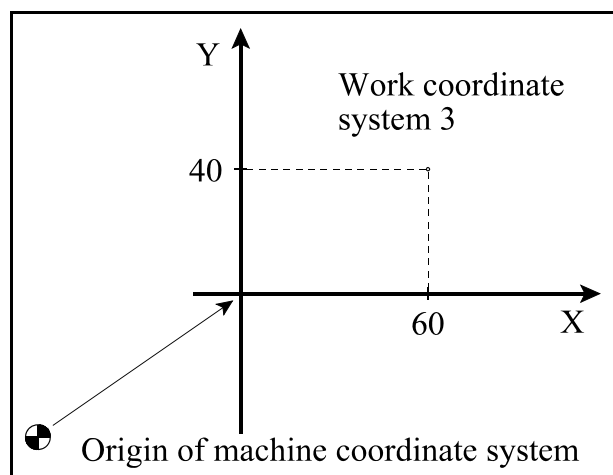 Y
Work coordinate
system 3
40
60
X
Origin of machine coordinate system